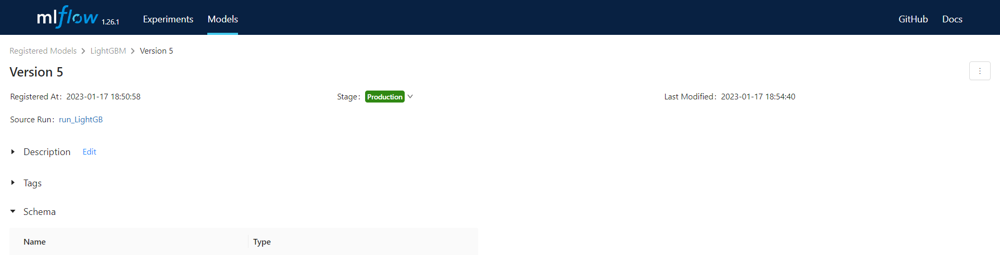 mlflow 1.26.1 Experiments Models GitHub Docs
Registered Models > LightGBM > Version 5
Version 5
Registered At: 2023-01-17 18:50:58 Stage: Production Last Modified: 2023-01-17 18:54:40
Source Run: run_LightGB
Description Edit
Tags
Schema
Name Type